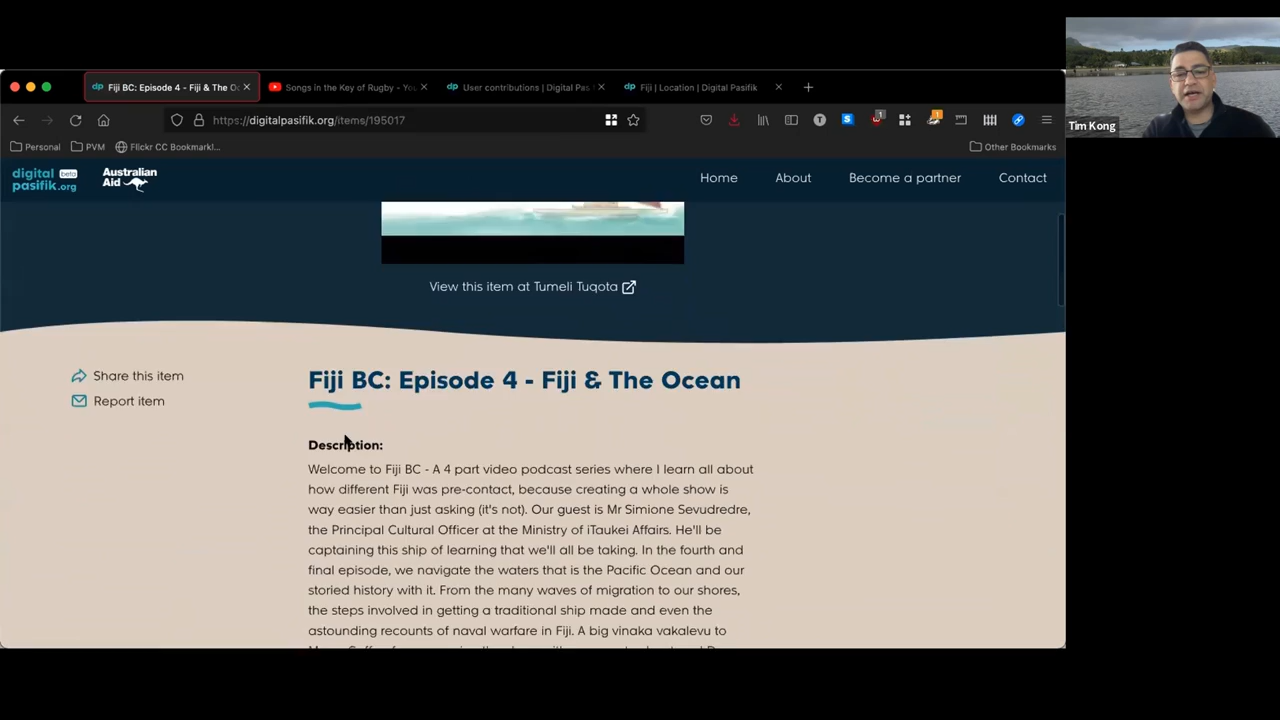 Fiji BC: Episode 4 - Fiji & The O
Songs in the Key of Rugby - You
User contributions | Digital Pas
Fiji | Location | Digital Pasifik
https://digitalpasifik.org/items/195017
1
1
Personal
PVM
Flickr CC Bookmarkl...
Other Bookmarks
Tim Kong
digital beta
pasifik.org
Australian
Aid
Home
About
Become a partner
Contact
View this item at Tumeli Tuqota
Share this item
Report item
Fiji BC: Episode 4 - Fiji & The Ocean
Description:
Welcome to Fiji BC - A 4 part video podcast series where I learn all about
how different Fiji was pre-contact, because creating a whole show is
way easier than just asking (it's not). Our guest is Mr Simione Sevudredre,
the Principal Cultural Officer at the Ministry of iTaukei Affairs. He'll be
captaining this ship of learning that we'll all be taking. In the fourth and
final episode, we navigate the waters that is the Pacific Ocean and our
storied history with it. From the many waves of migration to our shores,
the steps involved in getting a traditional ship made and even the
astounding recounts of naval warfare in Fiji. A big vinaka vakalevu to